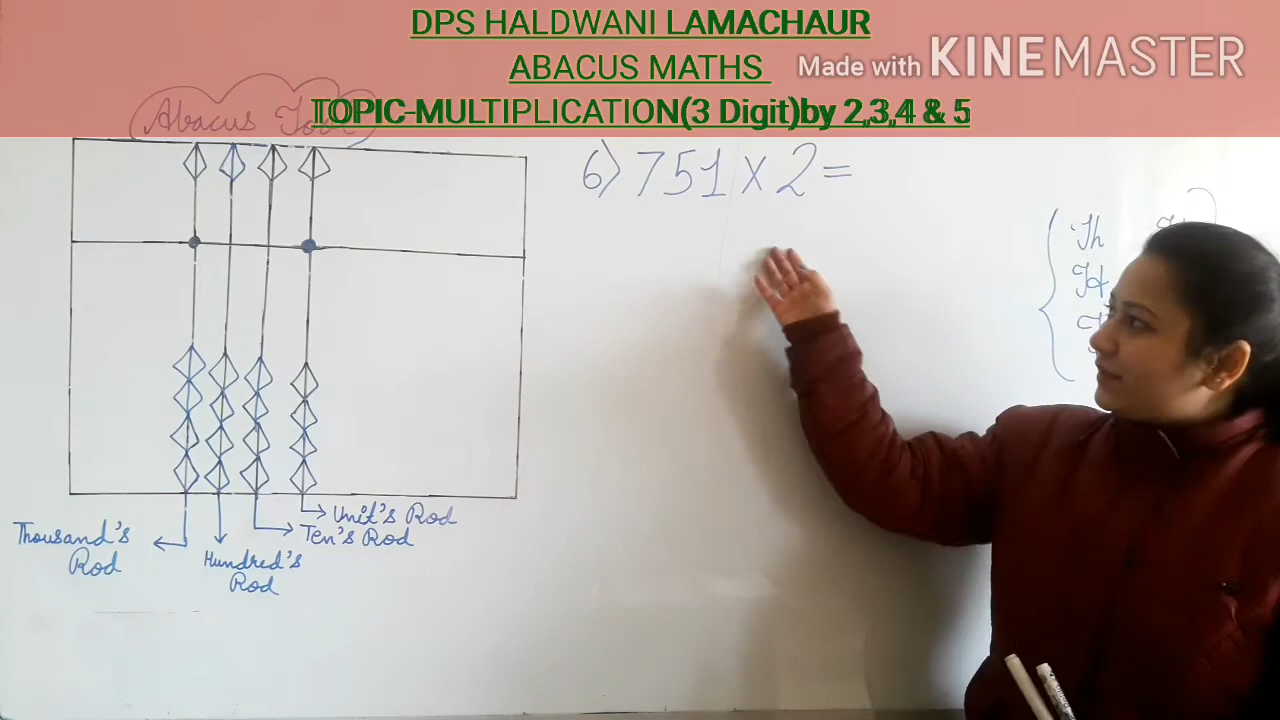 DPS HALDWANI LAMACHAUR
ABACUS MATHS
Made with KINEMASTER
TOPIC-MULTIPLICATION(3 Digit)by 2,3,4 & 5
Abacus Tool
6) 751 x 2 =
Th
H
Unit's Rod
Ten's Rod
Thousand's
Rod
Hundred's
Rod